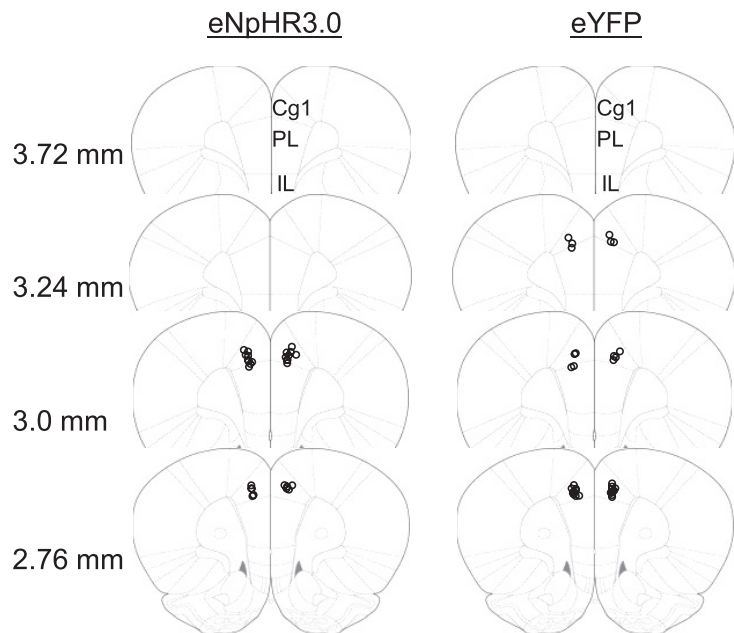 eNpHR3.0 eYFP
Cg1 Cg1
PL PL
3.72 mm
IL IL
3.24 mm
3.0 mm
2.76 mm